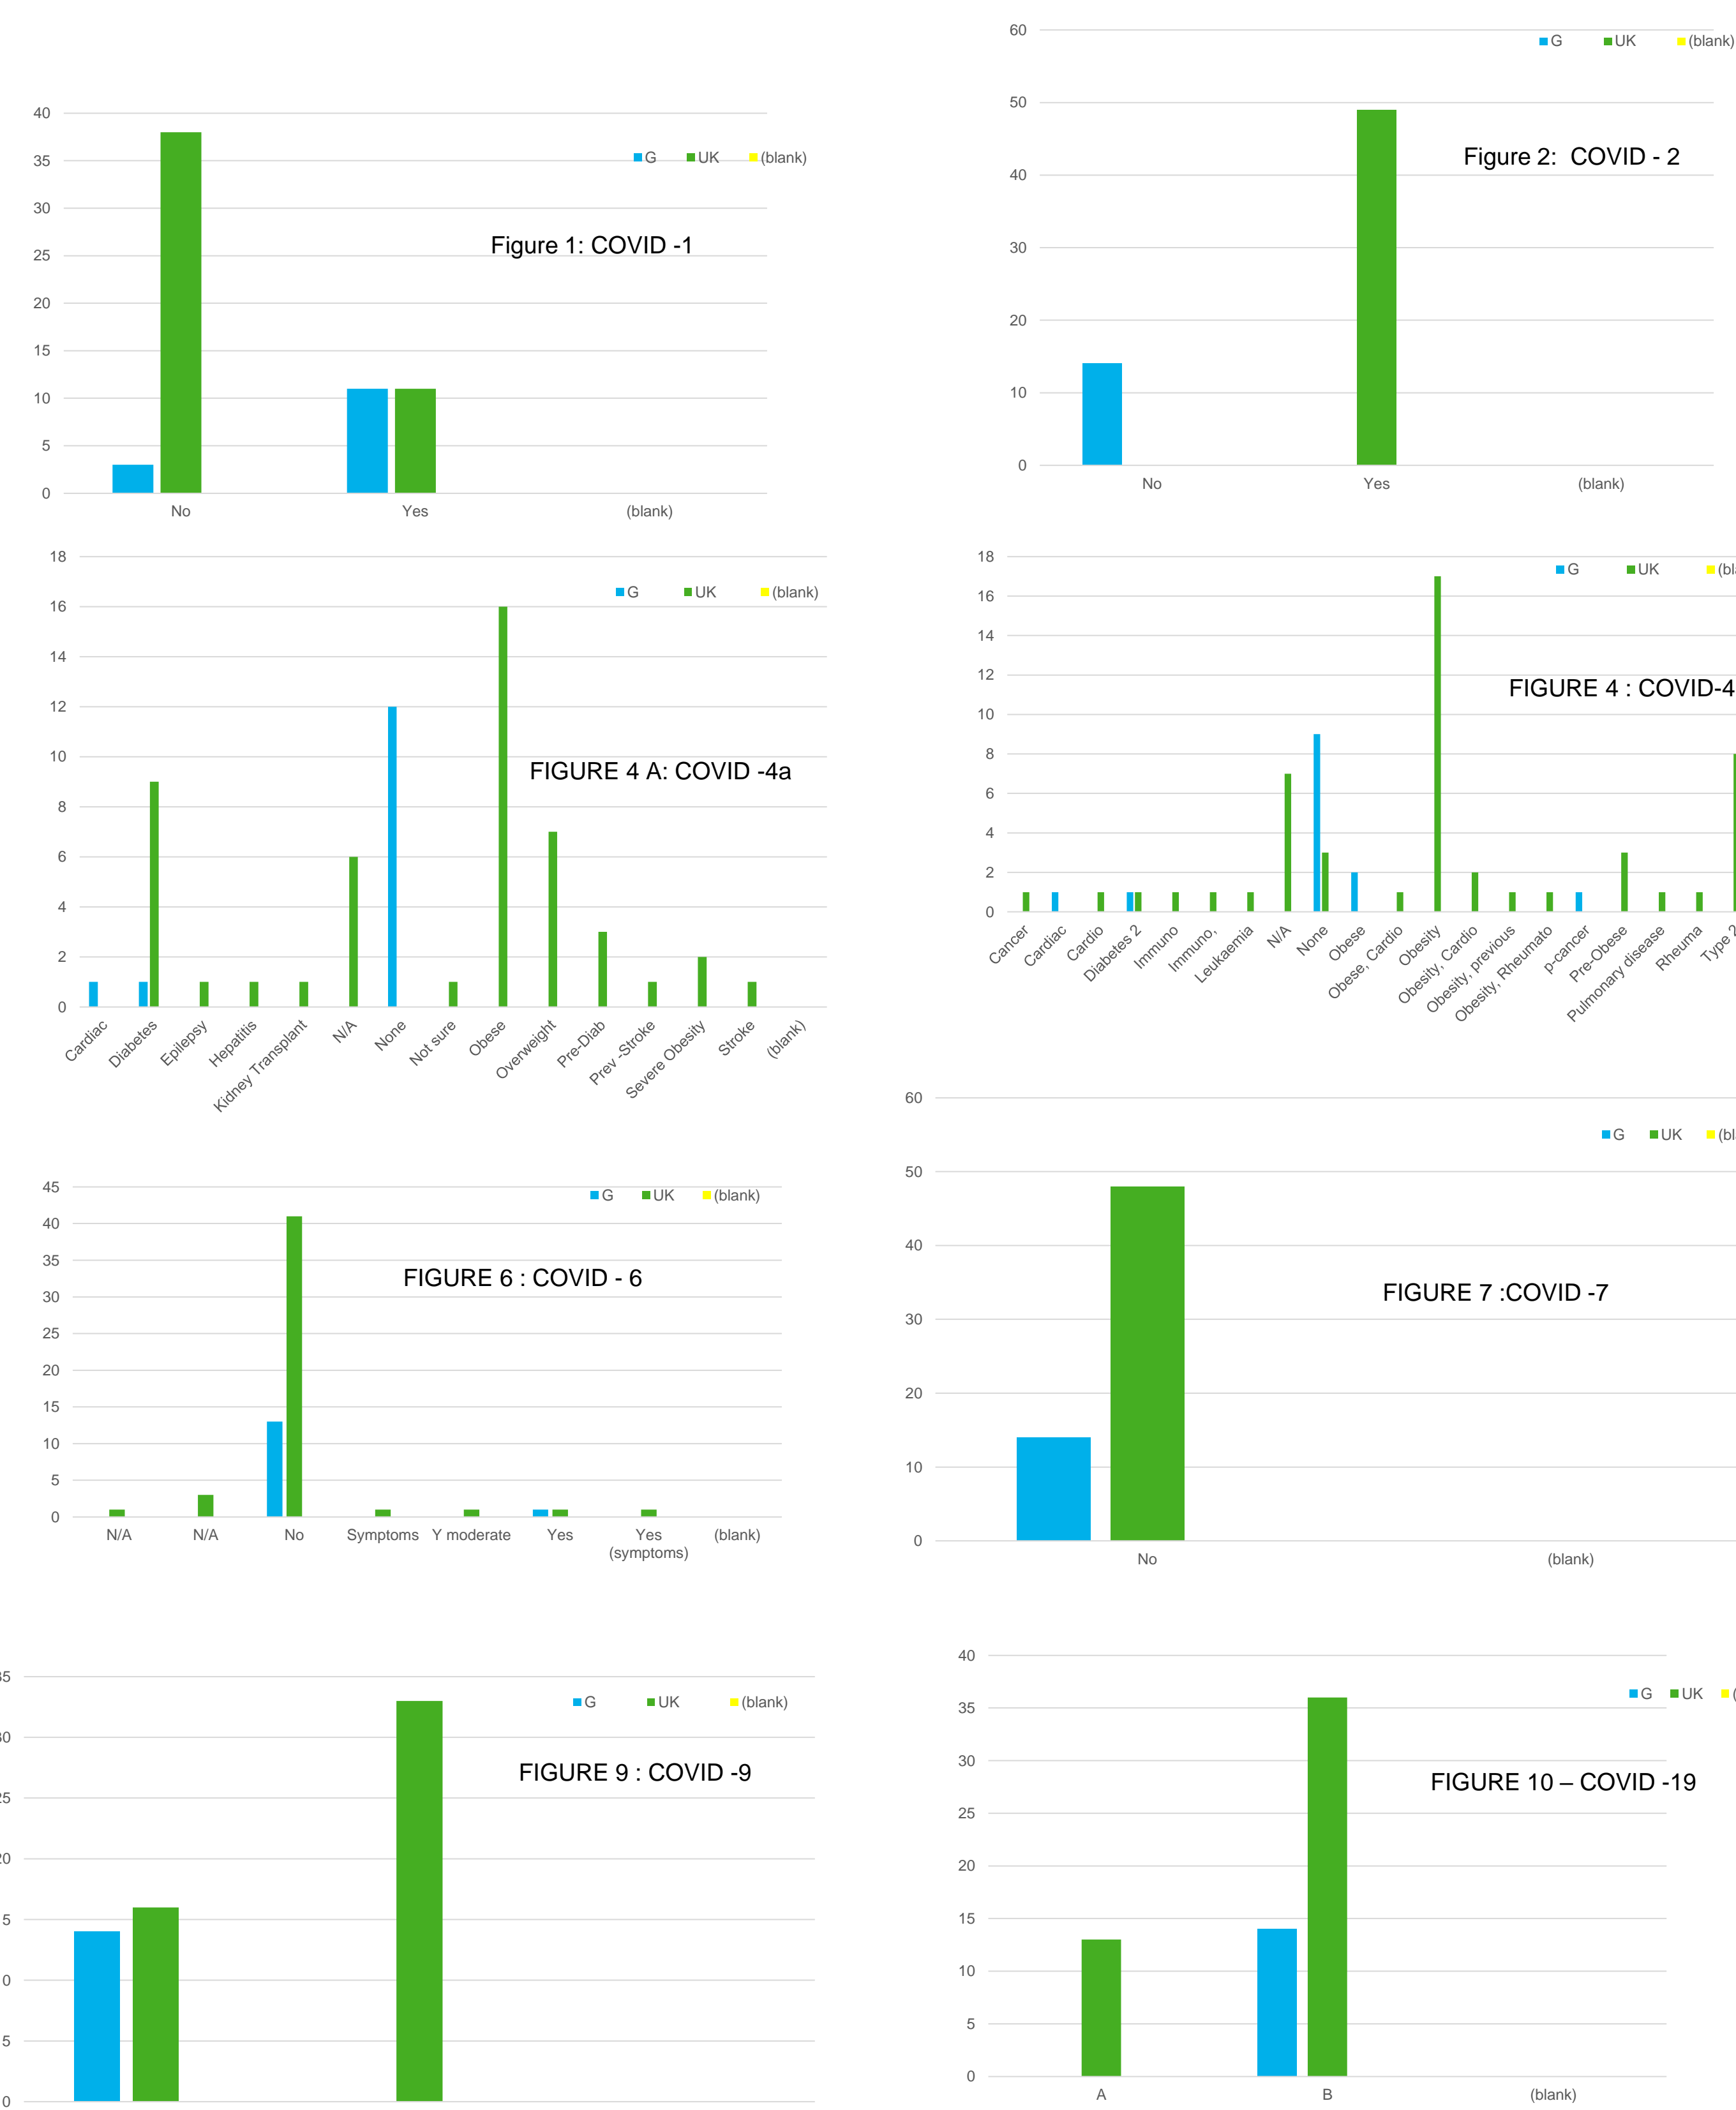 40
35
30
25
20
15
10
5
0
G UK (blank)
Figure 1: COVID -1
No Yes (blank)
60
50
40
30
20
10
0
G UK (blank)
Figure 2: COVID - 2
No Yes (blank)
18
16
14
12
10
8
6
4
2
0
G UK (blank)
FIGURE 4 A: COVID -4a
Cardiac
Diabetes
Epilepsy
Hepatitis
Kidney Transplant
N/A
None
Not sure
Obese
Overweight
Pre-Diab
Prev -Stroke
Severe Obesity
Stroke
(blank)
18
16
14
12
10
8
6
4
2
0
G UK
FIGURE 4 : COVID-4
Cancer
Cardiac
Cardio
Diabetes 2
Immuno
Immuno,
Leukaemia
N/A
None
Obese
Obese, Cardio
Obesity
Obesity, Cardio
Obesity, previous
Obesity, Rheumato
p-cancer
Pre-Obese
Pulmonary disease
Rheuma
Type 2
45
40
35
30
25
20
15
10
5
0
G UK (blank)
FIGURE 6 : COVID - 6
N/A N/A No Symptoms Y moderate Yes Yes (blank)
(symptoms)
60
50
40
30
20
10
0
G UK
FIGURE 7 :COVID -7
No (blank)
G UK (blank)
FIGURE 9 : COVID -9
5
0
5
0
40
35
30
25
20
15
10
5
0
G UK
FIGURE 10 – COVID -19
A B (blank)